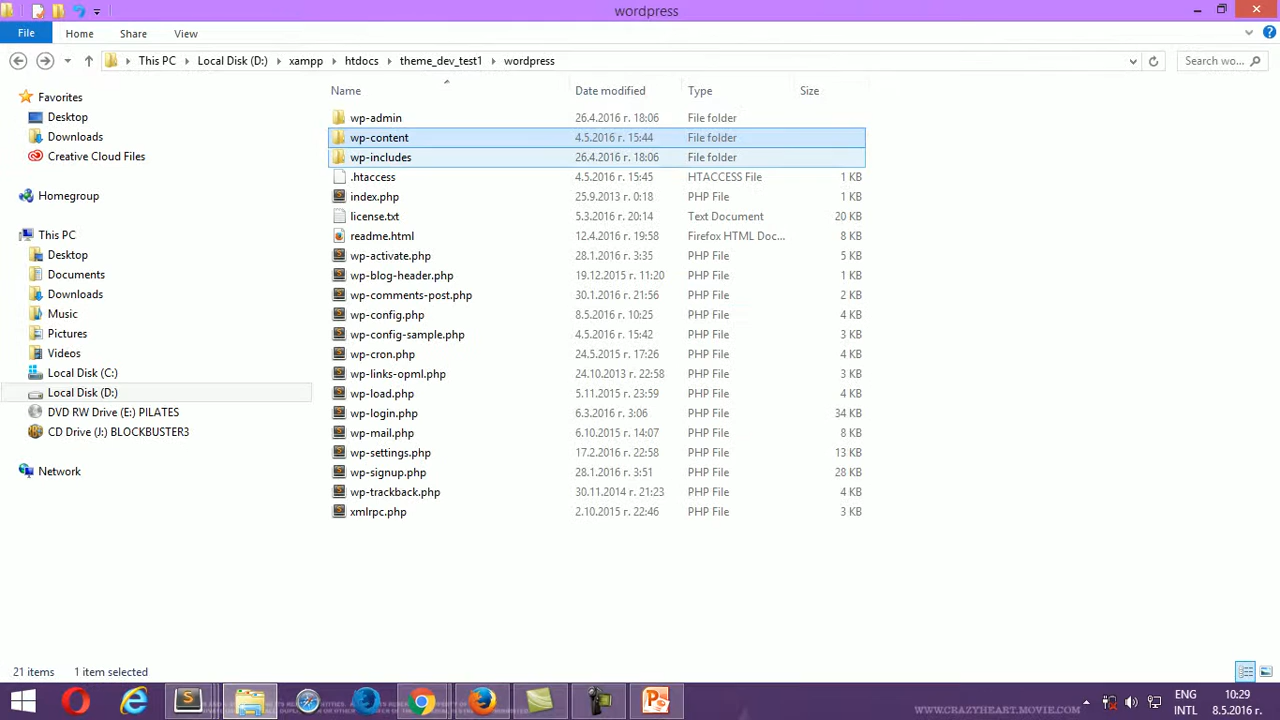 wordpress
File Home Share View
This PC Local Disk (D:) xampp htdocs theme_dev_test1 wordpress Search wo...
Name Date modified Type Size
Favorites
Desktop
Downloads
Creative Cloud Files
Homegroup
This PC
Desktop
Documents
Downloads
Music
Pictures
Videos
Local Disk (C:)
Local Disk (D:)
DVD RW Drive (E:) PILATES
CD Drive (J:) BLOCKBUSTER3
Network
wp-admin 26.4.2016 г. 18:06 File folder
wp-content 4.5.2016 г. 15:44 File folder
wp-includes 26.4.2016 г. 18:06 File folder
.htaccess 4.5.2016 г. 15:45 HTACCESS File 1 KB
index.php 25.9.2013 г. 0:18 PHP File 1 KB
license.txt 5.3.2016 г. 20:14 Text Document 20 KB
readme.html 12.4.2016 г. 19:58 Firefox HTML Doc... 8 KB
wp-activate.php 28.1.2016 г. 3:35 PHP File 5 KB
wp-blog-header.php 19.12.2015 г. 11:20 PHP File 1 KB
wp-comments-post.php 30.1.2016 г. 21:56 PHP File 2 KB
wp-config.php 8.5.2016 г. 10:25 PHP File 4 KB
wp-config-sample.php 4.5.2016 г. 15:42 PHP File 3 KB
wp-cron.php 24.5.2015 г. 17:26 PHP File 4 KB
wp-links-opml.php 24.10.2013 г. 22:58 PHP File 3 KB
wp-load.php 5.11.2015 г. 23:59 PHP File 4 KB
wp-login.php 6.3.2016 г. 3:06 PHP File 34 KB
wp-mail.php 6.10.2015 г. 14:07 PHP File 8 KB
wp-settings.php 17.2.2016 г. 22:58 PHP File 13 KB
wp-signup.php 28.1.2016 г. 3:51 PHP File 28 KB
wp-trackback.php 30.11.2014 г. 21:23 PHP File 4 KB
xmlrpc.php 2.10.2015 г. 22:46 PHP File 3 KB
21 items 1 item selected
WWW.CRAZYHEART.MOVIE.COM
ENG 10:29
INTL 8.5.2016 г.